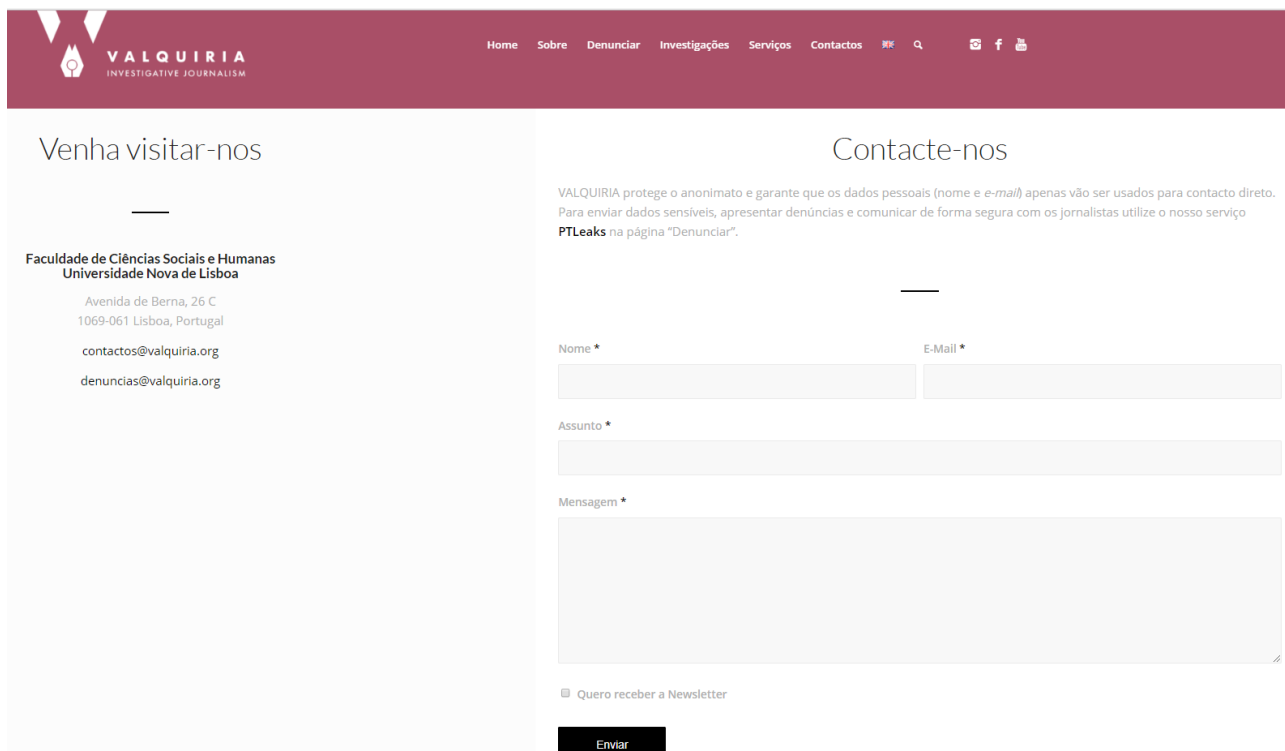 VALQUIRIA
INVESTIGATIVE JOURNALISM
Home Sobre Denunciar Investigações Serviços Contactos
Venha visitar-nos
Faculdade de Ciências Sociais e Humanas
Universidade Nova de Lisboa
Avenida de Berna, 26 C
1069-061 Lisboa, Portugal
contactos@valquiria.org
denuncias@valquiria.org
Contacte-nos
VALQUIRIA protege o anonimato e garante que os dados pessoais (nome e e-mail) apenas vão ser usados para contacto direto.
Para enviar dados sensíveis, apresentar denúncias e comunicar de forma segura com os jornalistas utilize o nosso serviço
PTLeaks na página “Denunciar”.
Nome * E-Mail *
Assunto *
Mensagem *
Quero receber a Newsletter
Enviar